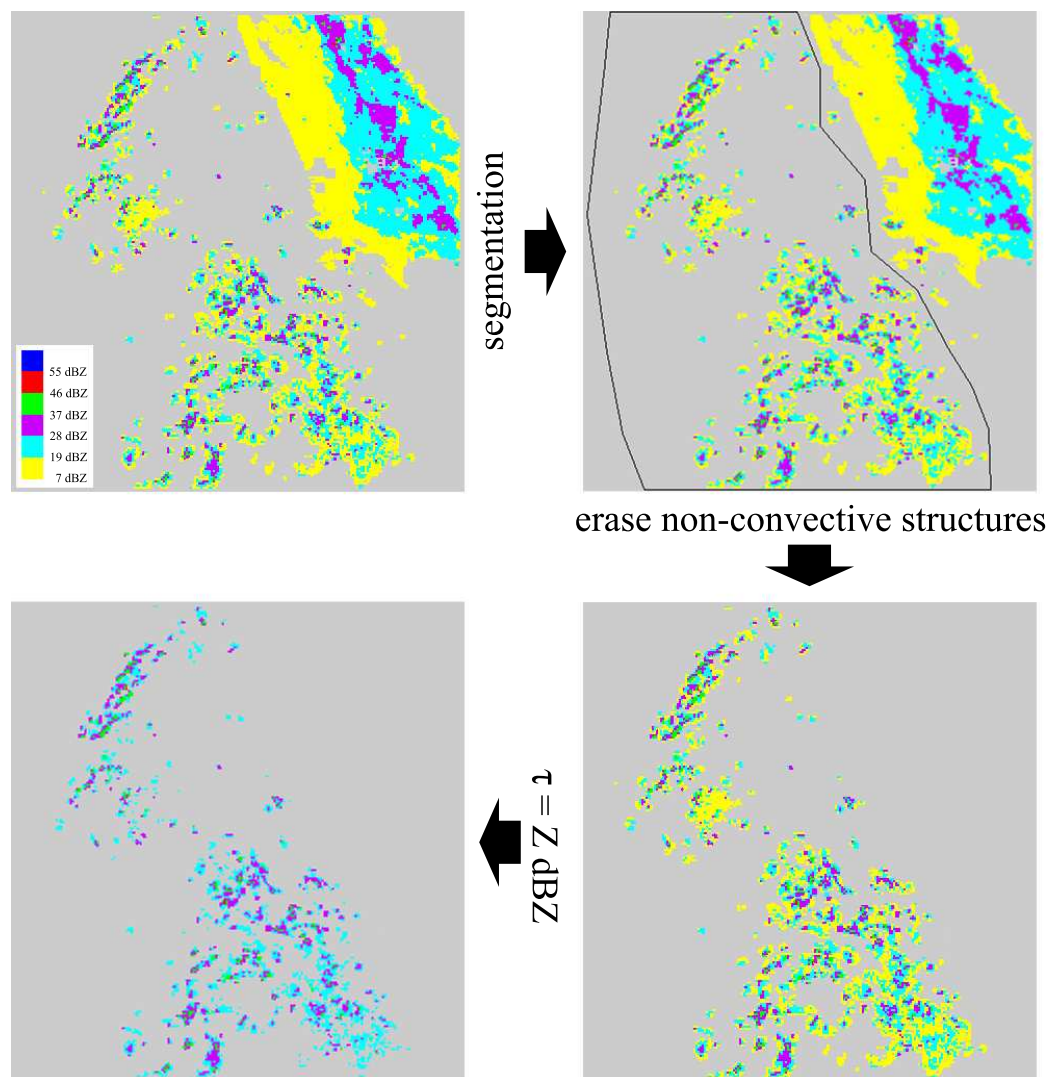 segmentation
55 dBZ
46 dBZ
37 dBZ
28 dBZ
19 dBZ
7 dBZ
erase non-convective structures
τ = Z dBZ